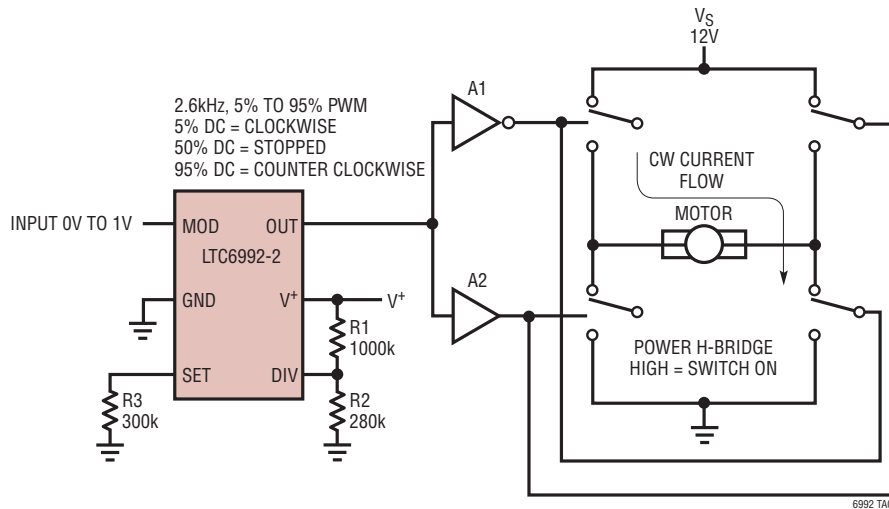 VS
12V
A1
2.6kHz, 5% TO 95% PWM
5% DC = CLOCKWISE
50% DC = STOPPED
95% DC = COUNTER CLOCKWISE
CW CURRENT
FLOW
INPUT 0V TO 1V
MOD
OUT
MOTOR
LTC6992-2
A2
GND
V+
V+
R1
1000k
POWER H-BRIDGE
HIGH = SWITCH ON
SET
DIV
R3
300k
R2
280k
6992